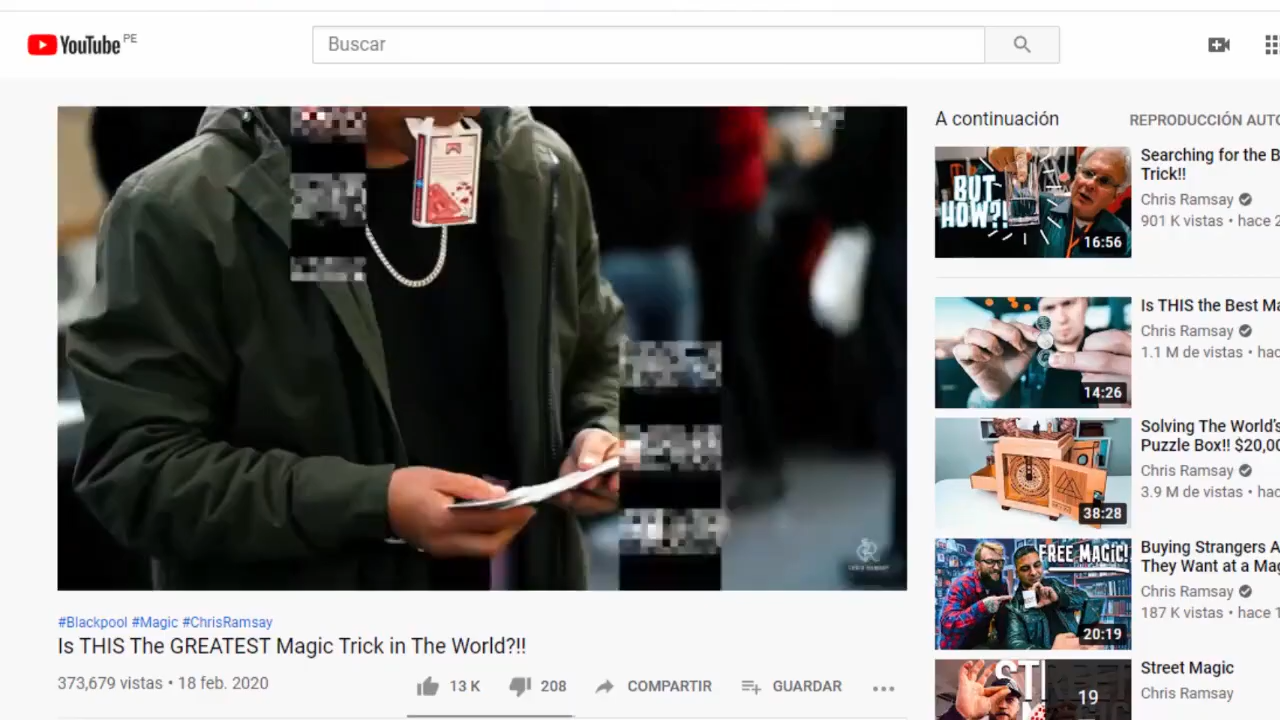 YouTube PE
Buscar
#Blackpool #Magic #ChrisRamsay
Is THIS The GREATEST Magic Trick in The World?!!
373,679 vistas • 18 feb. 2020
13 K
208
COMPARTIR
GUARDAR
A continuación
REPRODUCCIÓN AUTO
BUT
HOW?!
16:56
Searching for the B
Trick!!
Chris Ramsay
901 K vistas • hace 2
14:26
Is THIS the Best Ma
Chris Ramsay
1.1 M de vistas • hac
38:28
Solving The World's
Puzzle Box!! $20,00
Chris Ramsay
3.9 M de vistas • hac
FREE MAGIC!
20:19
Buying Strangers A
They Want at a Mag
Chris Ramsay
187 K vistas • hace 1
19
Street Magic
Chris Ramsay